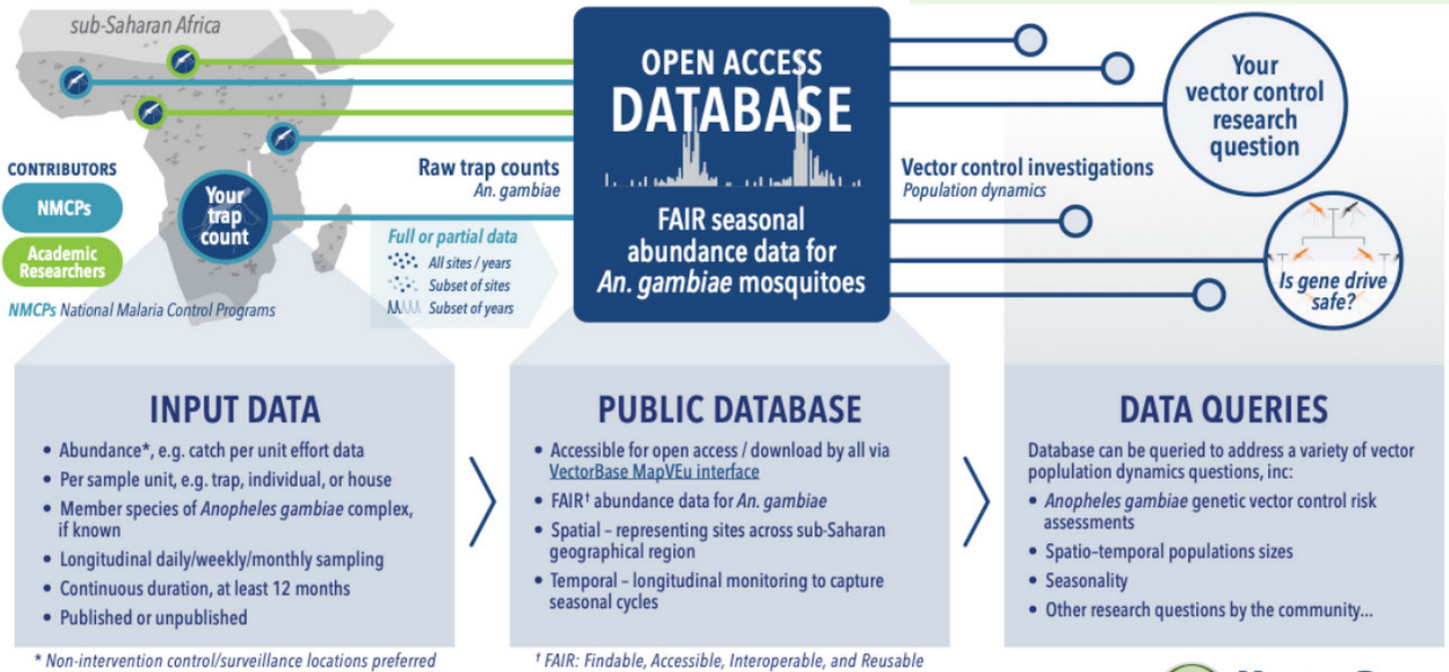 sub-Saharan Africa
CONTRIBUTORS
NMCPs
Academic
Researchers
NMCPs National Malaria Control Programs
Your
trap
count
Raw trap counts
An. gambiae
Full or partial data
All sites / years
Subset of sites
Subset of years
OPEN ACCESS
DATABASE
FAIR seasonal
abundance data for
An. gambiae mosquitoes
Vector control investigations
Population dynamics
Your
vector control
research
question
Is gene drive
safe?
INPUT DATA
• Abundance*, e.g. catch per unit effort data
• Per sample unit, e.g. trap, individual, or house
• Member species of Anopheles gambiae complex,
if known
• Longitudinal daily/weekly/monthly sampling
• Continuous duration, at least 12 months
• Published or unpublished
* Non-intervention control/surveillance locations preferred
PUBLIC DATABASE
• Accessible for open access / download by all via
VectorBase MapVEu interface
• FAIR† abundance data for An. gambiae
• Spatial – representing sites across sub-Saharan
geographical region
• Temporal – longitudinal monitoring to capture
seasonal cycles
† FAIR: Findable, Accessible, Interoperable, and Reusable
DATA QUERIES
Database can be queried to address a variety of vector
poplulation dynamics questions, inc:
• Anopheles gambiae genetic vector control risk
assessments
• Spatio-temporal populations sizes
• Seasonality
• Other research questions by the community...